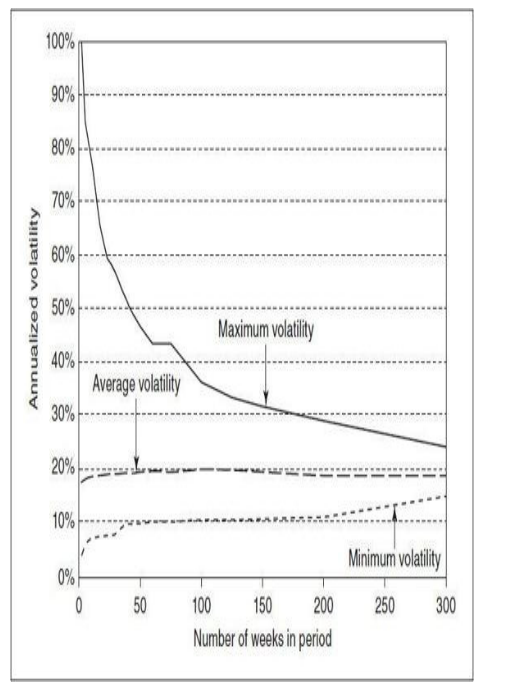 100%
90%
80%
70%
60%
50%
40%
30%
20%
10%
0%
Annualized volatility
Maximum volatility
Average volatility
Minimum volatility
0 50 100 150 200 250 300
Number of weeks in period